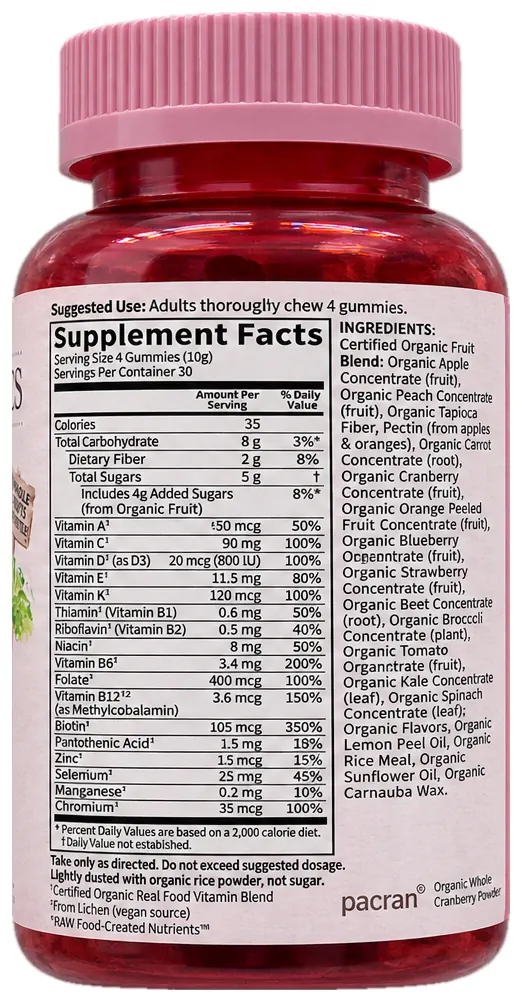 Suggested Use: Adults thoroughly chew 4 gummies.
Supplement Facts
Serving Size 4 Gummies (10g)
Servings Per Container 30
Amount Per Serving % Daily Value
Calories 35
Total Carbohydrate 8 g 3%*
Dietary Fiber 2 g 8%
Total Sugars 5 g †
Includes 4g Added Sugars 8%*
(from Organic Fruit)
Vitamin A¹ 50 mcg 50%
Vitamin C¹ 90 mg 100%
Vitamin D¹ (as D3) 20 mcg (800 IU) 100%
Vitamin E¹ 11.5 mg 80%
Vitamin K¹ 120 mcg 100%
Thiamin¹ (Vitamin B1) 0.6 mg 50%
Riboflavin¹ (Vitamin B2) 0.5 mg 40%
Niacin¹ 8 mg 50%
Vitamin B6¹ 3.4 mg 200%
Folate¹ 400 mcg 100%
Vitamin B12¹² 3.6 mcg 150%
(as Methylcobalamin)
Biotin¹ 105 mcg 350%
Pantothenic Acid¹ 1.5 mg 16%
Zinc¹ 1.5 mg 15%
Selenium¹ 25 mg 45%
Manganese¹ 0.2 mg 10%
Chromium¹ 35 mcg 100%
* Percent Daily Values are based on a 2,000 calorie diet.
† Daily Value not established.
Take only as directed. Do not exceed suggested dosage.
Lightly dusted with organic rice powder, not sugar.
Certified Organic Real Food Vitamin Blend
From Lichen (vegan source)
RAW Food-Created Nutrients™
INGREDIENTS:
Certified Organic Fruit
Blend: Organic Apple
Concentrate (fruit),
Organic Peach Concentrate
(fruit), Organic Tapioca
Fiber, Pectin (from apples
& oranges), Organic Carrot
Concentrate (root),
Organic Cranberry
Concentrate (fruit),
Organic Orange Peeled
Fruit Concentrate (fruit),
Organic Blueberry
(fruit),
Organic Strawberry
Concentrate (fruit),
Organic Beet Concentrate
(root), Organic Broccoli
Concentrate (plant),
Organic Tomato
(fruit),
Organic Kale Concentrate
(leaf), Organic Spinach
Concentrate (leaf);
Organic Flavors, Organic
Lemon Peel Oil, Organic
Rice Meal, Organic
Sunflower Oil, Organic
Carnauba Wax.
pacran®
Organic Whole
Cranberry Powder